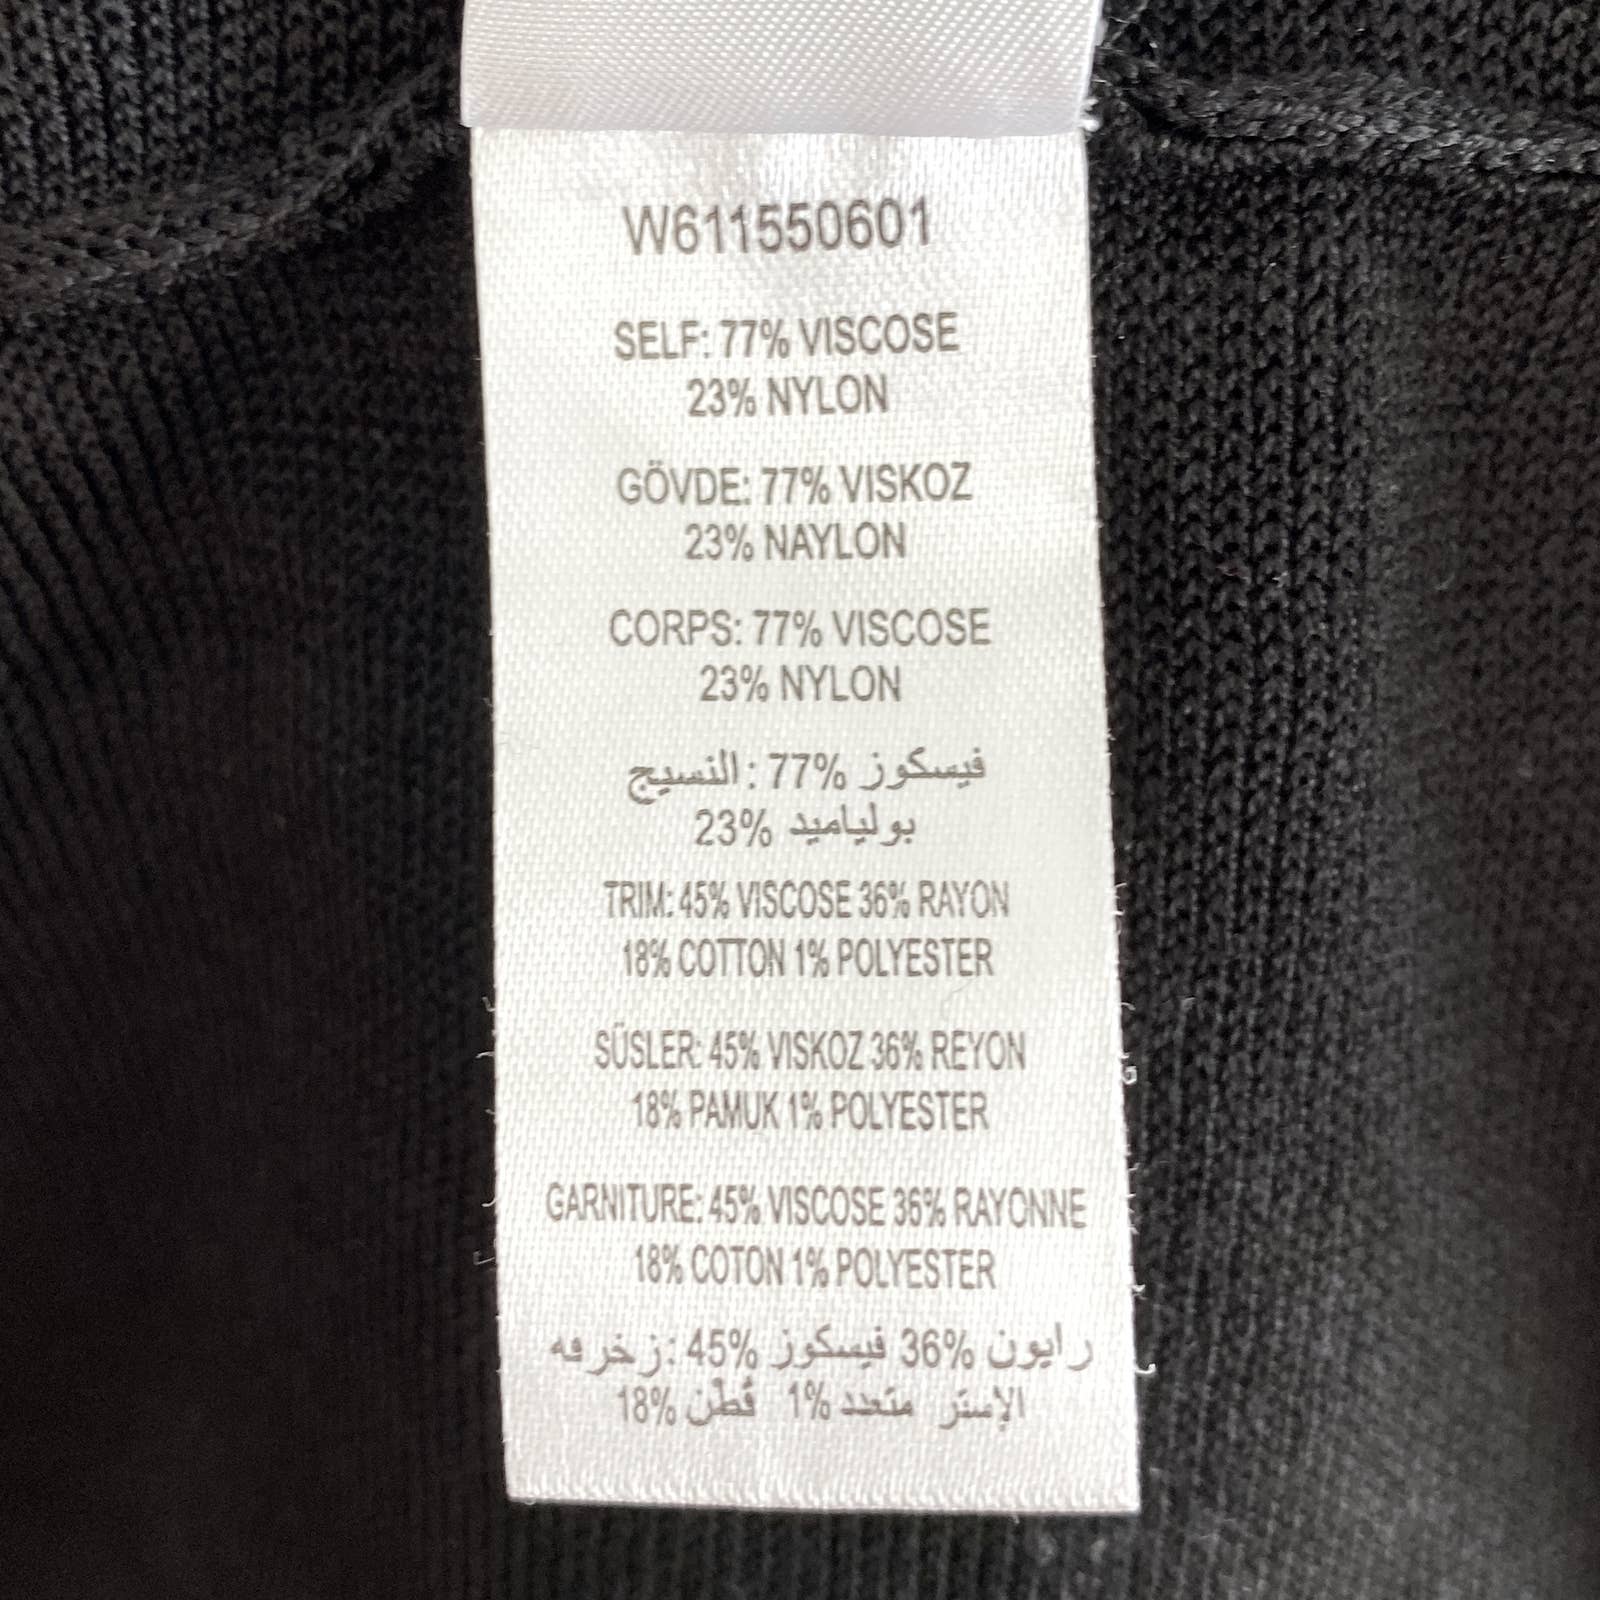 W611550601
SELF: 77% VISCOSE
23% NYLON
GÖVDE: 77% VISKOZ
23% NAYLON
CORPS: 77% VISCOSE
23% NYLON
النسيج: 77% فيسكوز
23% بولياميد
TRIM: 45% VISCOSE 36% RAYON
18% COTTON 1% POLYESTER
SÜSLER: 45% VISKOZ 36% REYON
18% PAMUK 1% POLYESTER
GARNITURE: 45% VISCOSE 36% RAYONNE
18% COTON 1% POLYESTER
زخرفه: 45% فيسكوز 36% رايون
18% قُطْن 1% متعدد الإستر